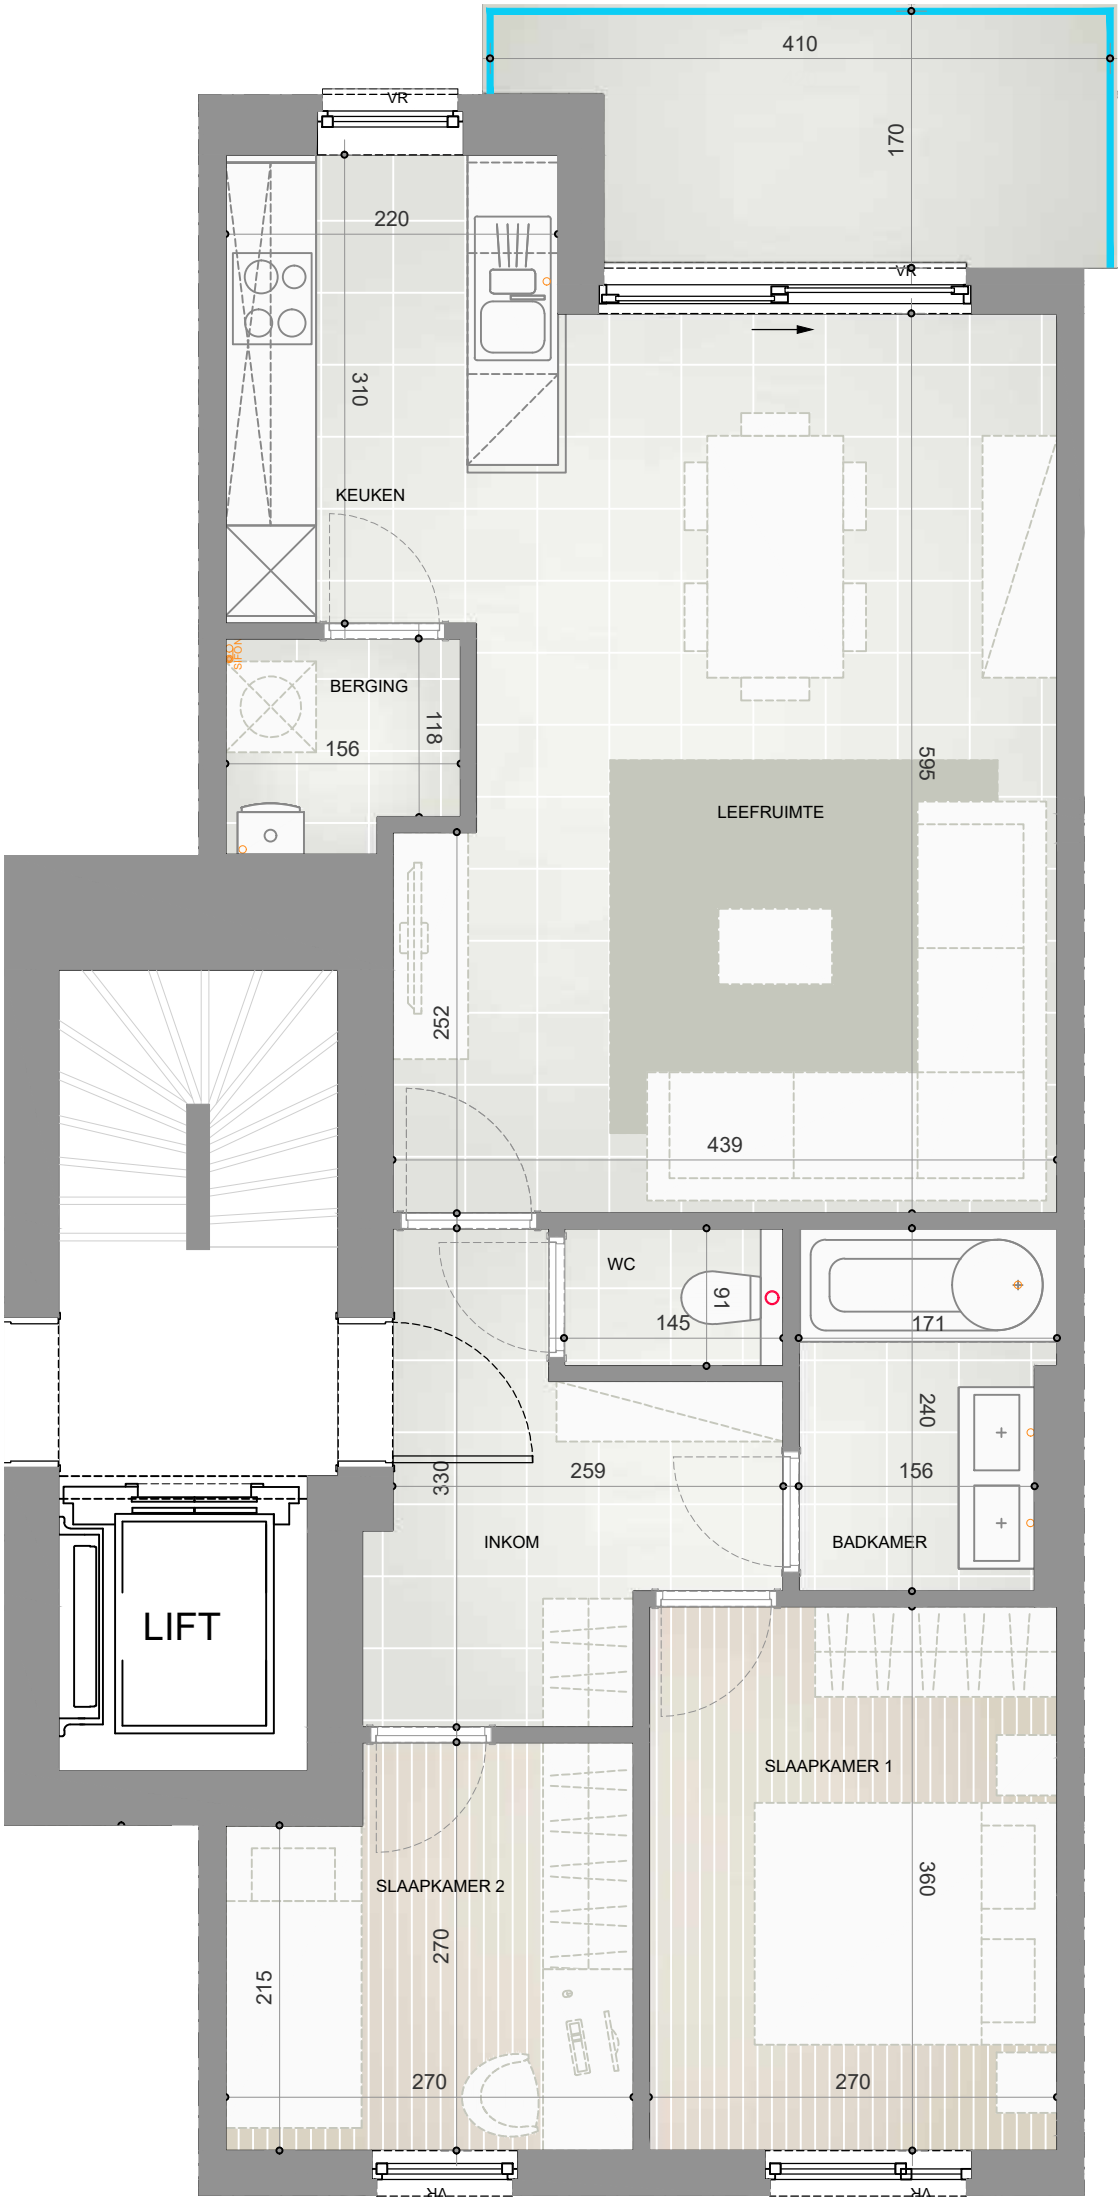 410
VR
170
220
VR
310
KEUKEN
SIFON
BERGING
118
156
595
LEEFRUIMTE
252
439
WC
91
145
171
240
330
259
156
INKOM
BADKAMER
LIFT
SLAAPKAMER 1
SLAAPKAMER 2
360
270
215
270
270
VR
VR